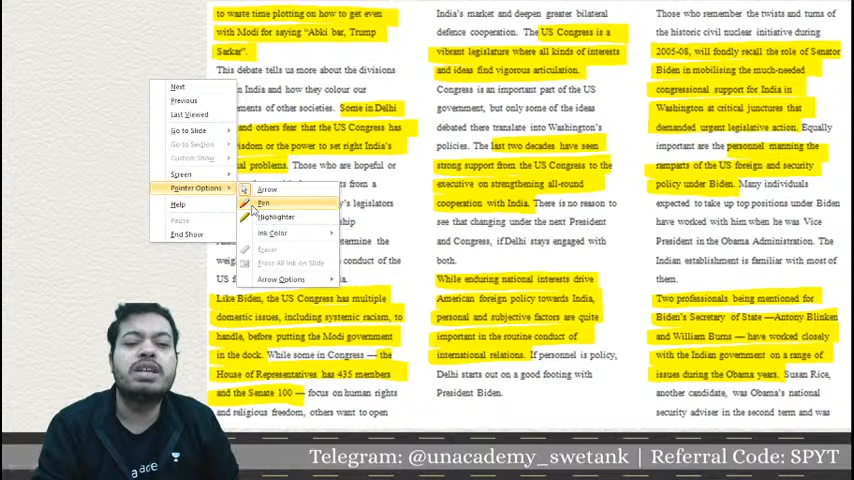 to waste time plotting on how to get even
with Modi for saying “Abki bar, Trump
Sarkar”.
This debate tells us more about the divisions
n India and how they colour our
ements of other societies. Some in Delhi
and others fear that the US Congress has
isdom or the power to set right India’s
al problems. Those who are hopeful or
s from a
y’s legislators
ship
etermine the
weig
onduct of the
US f
Like Biden, the US Congress has multiple
domestic issues, including systemic racism, to
handle, before putting the Modi government
in the dock. While some in Congress — the
House of Representatives has 435 members
and the Senate 100 — focus on human rights
and religious freedom, others want to open
India’s market and deepen greater bilateral
defence cooperation. The US Congress is a
vibrant legislature where all kinds of interests
and ideas find vigorous articulation.
Congress is an important part of the US
government, but only some of the ideas
debated there translate into Washington’s
policies. The last two decades have seen
strong support from the US Congress to the
executive on strengthening all-round
cooperation with India. There is no reason to
see that changing under the next President
and Congress, if Delhi stays engaged with
both.
While enduring national interests drive
American foreign policy towards India,
personal and subjective factors are quite
important in the routine conduct of
international relations. If personnel is policy,
Delhi starts out on a good footing with
President Biden.
Those who remember the twists and turns of
the historic civil nuclear initiative during
2005-08, will fondly recall the role of Senator
Biden in mobilising the much-needed
congressional support for India in
Washington at critical junctures that
demanded urgent legislative action. Equally
important are the personnel manning the
ramparts of the US foreign and security
policy under Biden. Many individuals
expected to take up top positions under Biden
have worked with him when he was Vice
President in the Obama Administration. The
Indian establishment is familiar with most of
them.
Two professionals being mentioned for
Biden’s Secretary of State —Antony Blinken
and William Burns — have worked closely
with the Indian government on a range of
issues during the Obama years. Susan Rice,
another candidate, was Obama’s national
security adviser in the second term and was
Next
Previous
Last Viewed
Go to Slide
Go to Section
Custom Show
Screen
Pointer Options
Help
Pause
End Show
Arrow
Pen
Highlighter
Ink Color
Eraser
Erase All Ink on Slide
Arrow Options
Telegram: @unacademy_swetank | Referral Code: SPYT